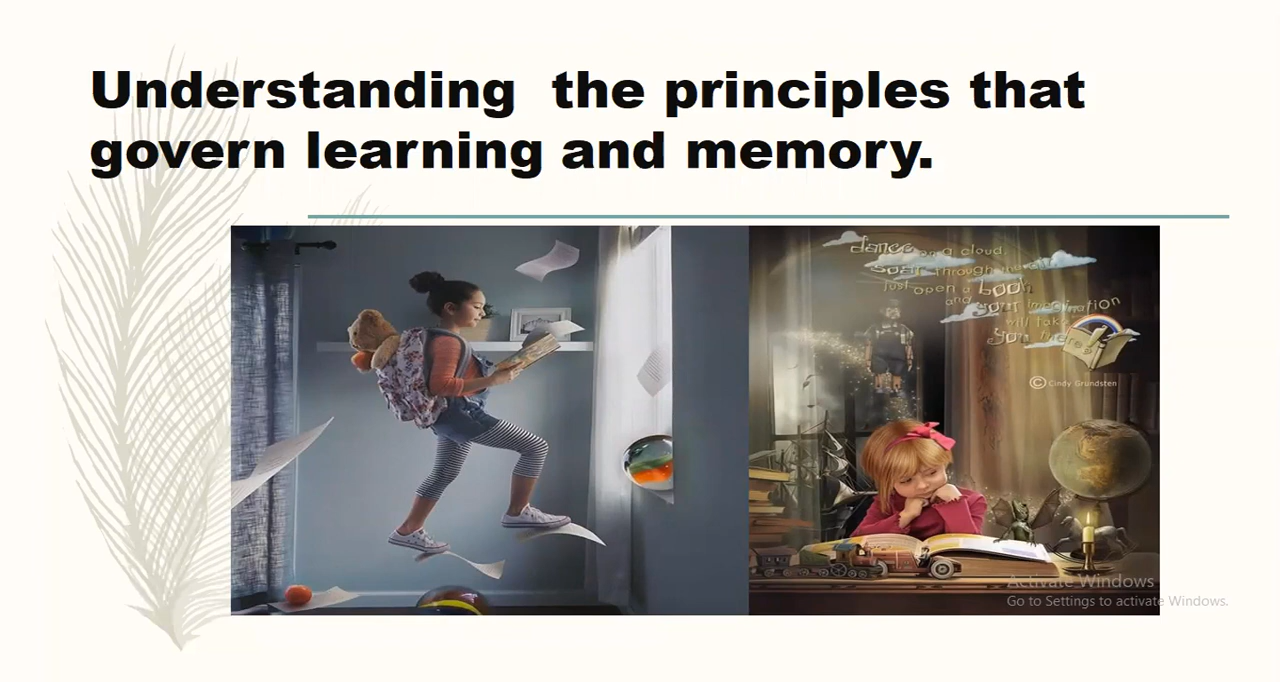 Understanding the principles that
govern learning and memory.
dance on a cloud,
soar through the air,
Just open a book
and your imagination
will take
you there
© Cindy Grundsten
Activate Windows
Go to Settings to activate Windows.